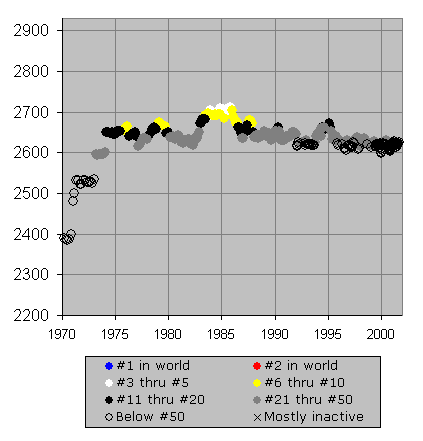 2900
2800
2700
2600
2500
2400
2300
2200
1970 1975 1980 1985 1990 1995 2000
#1 in world #2 in world
#3 thru #5 #6 thru #10
#11 thru #20 #21 thru #50
Below #50 Mostly inactive